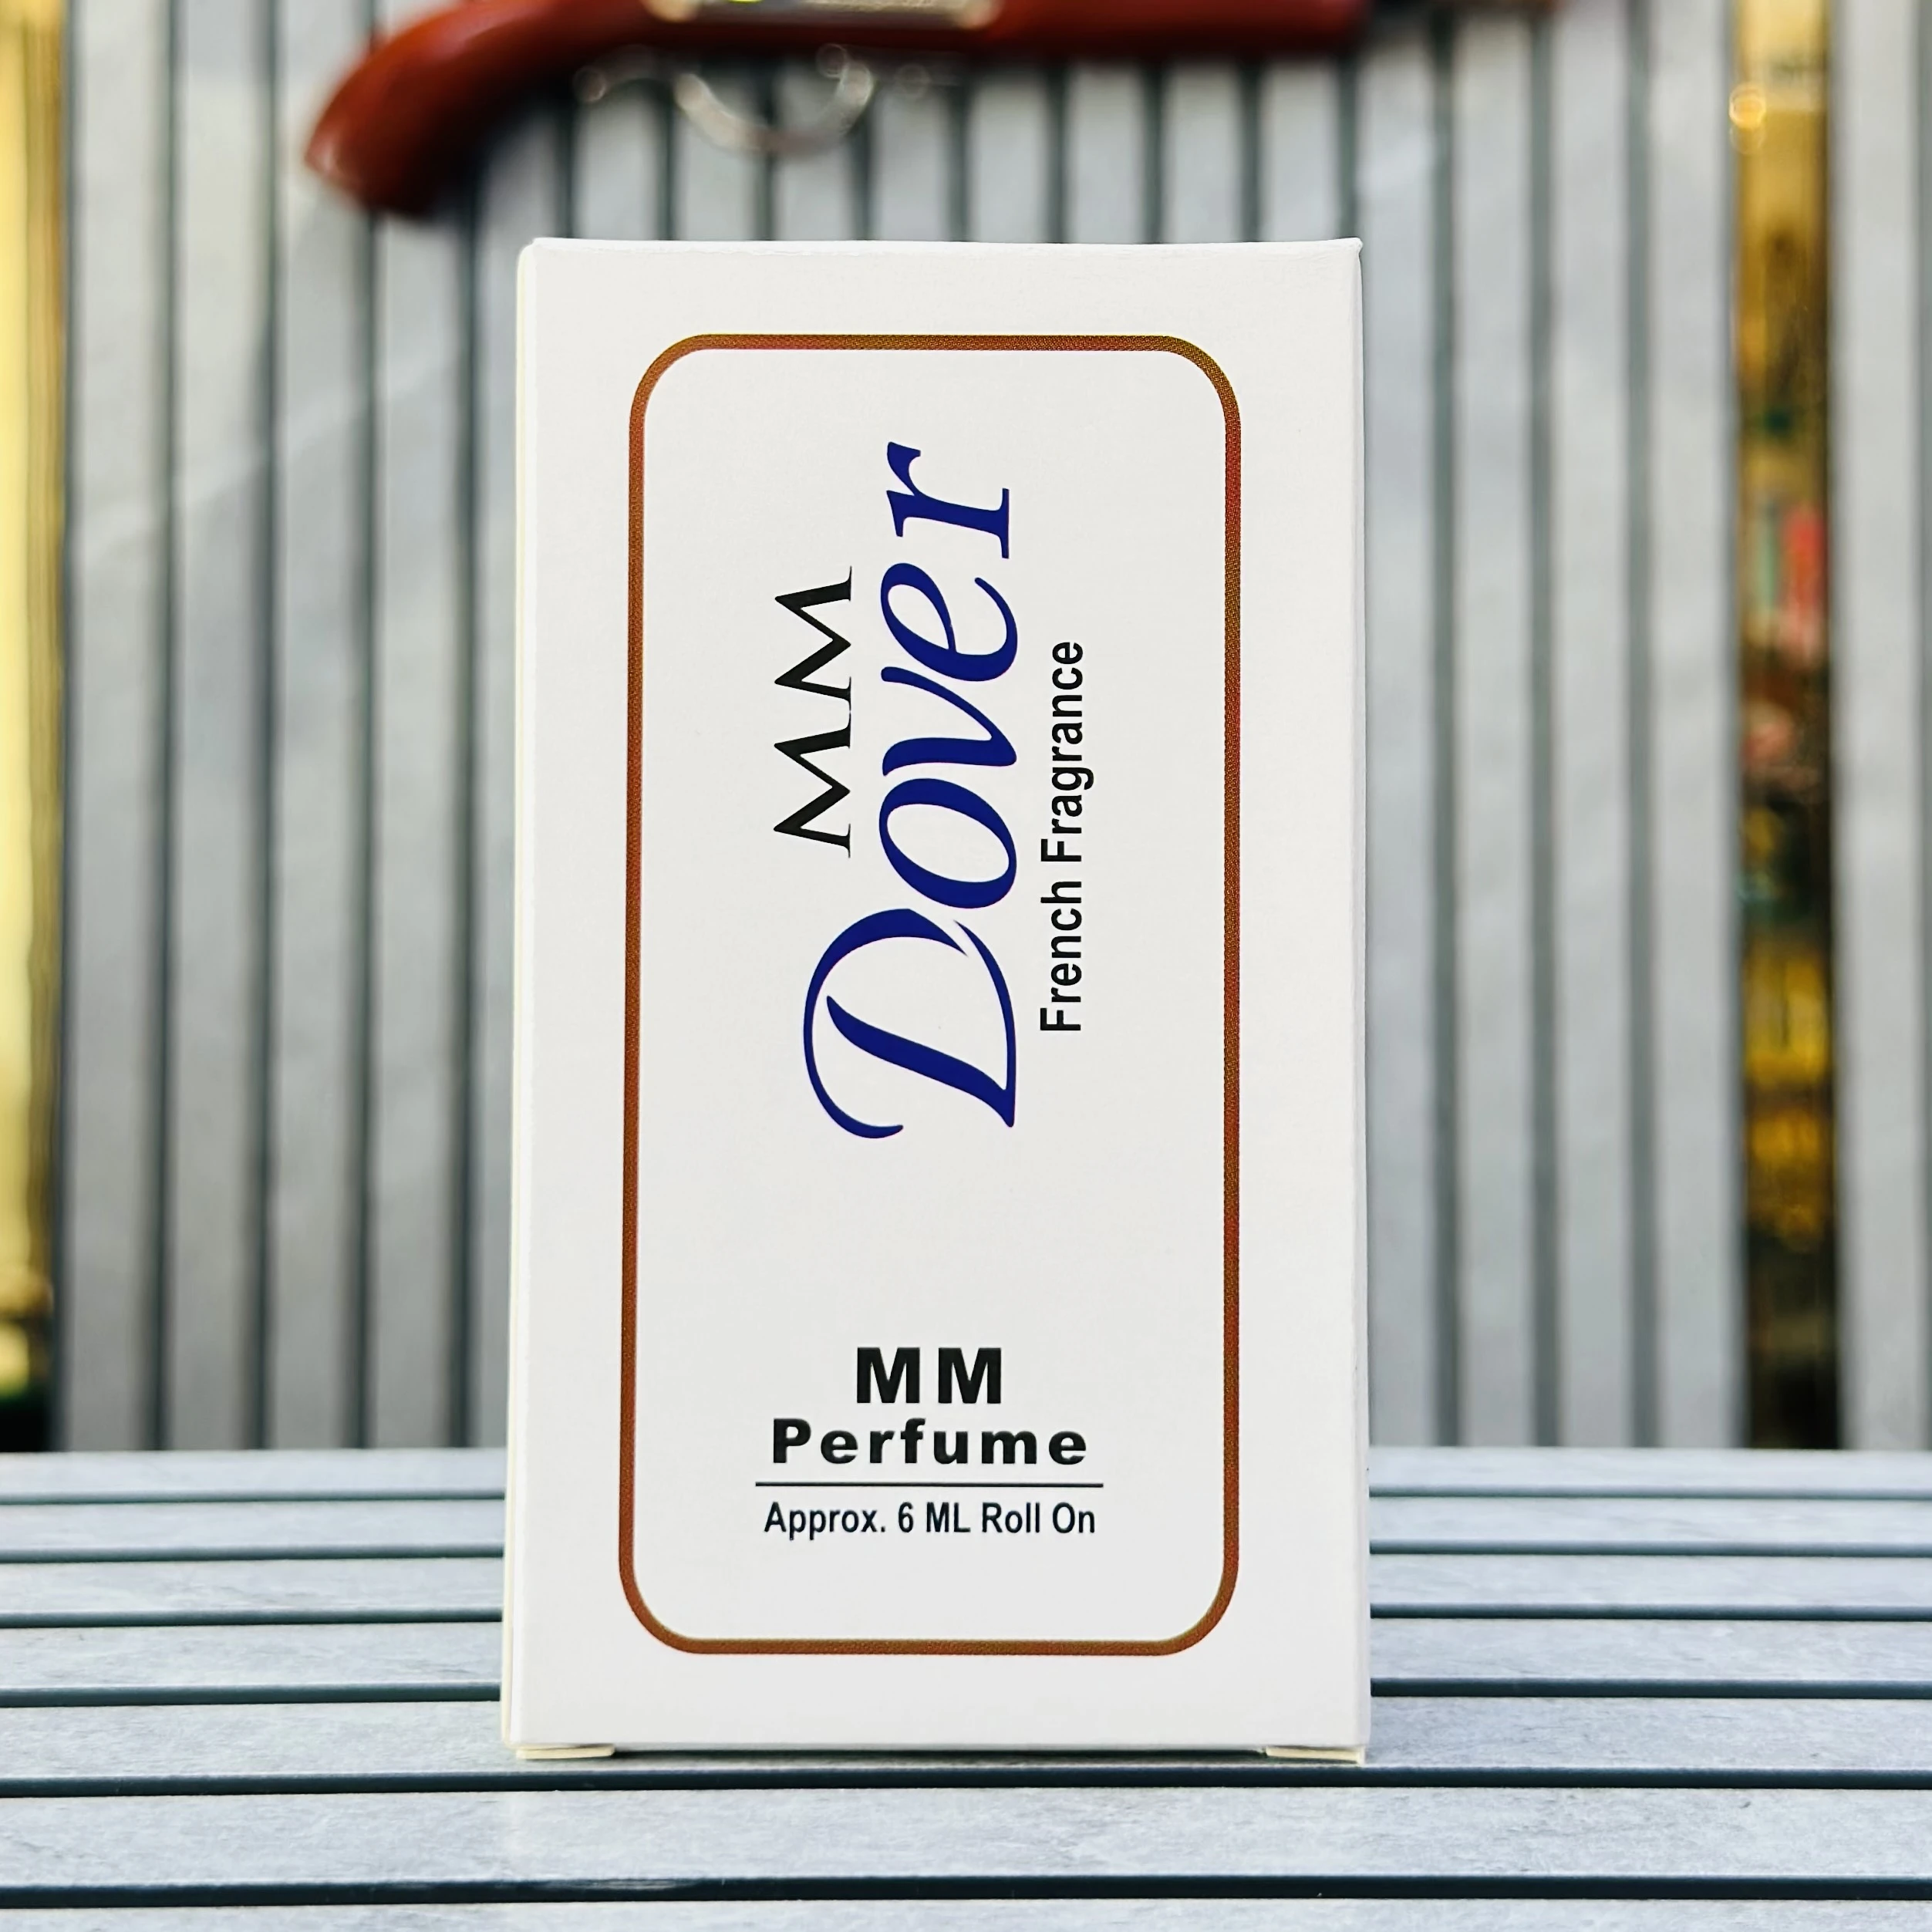 MM
Dover
French Fragrance
MM
Perfume
Approx. 6 ML Roll On